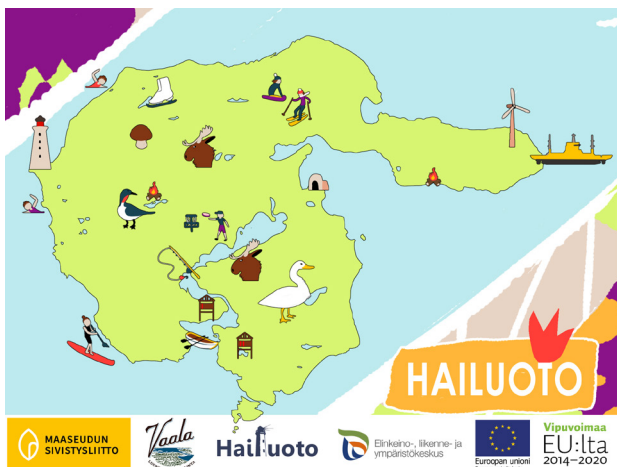 HAILUOTO
MAASEUDUN
SIVISTYSLIITTO
Vaala
Hailuoto
Elinkeino-, liikenne- ja
ympäristökeskus
Euroopan unioni
Vipuvoimaa
EU:lta
2014–2020